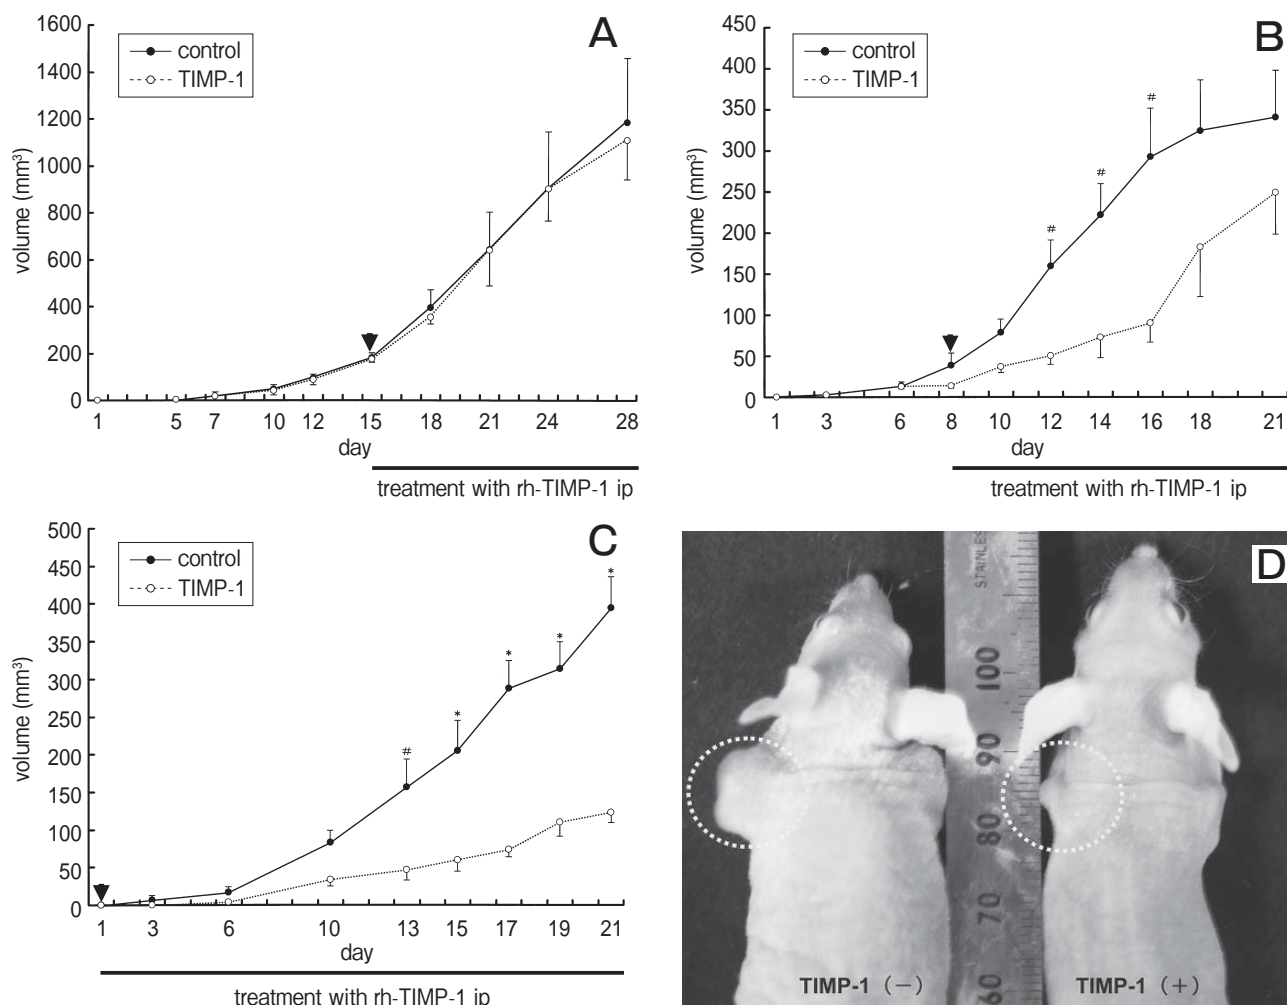 A
control
TIMP-1
volume (mm³)
1600
1400
1200
1000
800
600
400
200
0
1 5 7 10 12 15 18 21 24 28
day
treatment with rh-TIMP-1 ip
B
control
TIMP-1
volume (mm³)
450
400
350
300
250
200
150
100
50
0
# # # #
1 3 6 8 10 12 14 16 18 21
day
treatment with rh-TIMP-1 ip
C
control
TIMP-1
volume (mm³)
500
450
400
350
300
250
200
150
100
50
0
# * * * *
1 3 6 10 13 15 17 19 21
day
treatment with rh-TIMP-1 ip
D
STAINLES
100
90
80
70
60
TIMP-1 (−)
TIMP-1 (+)